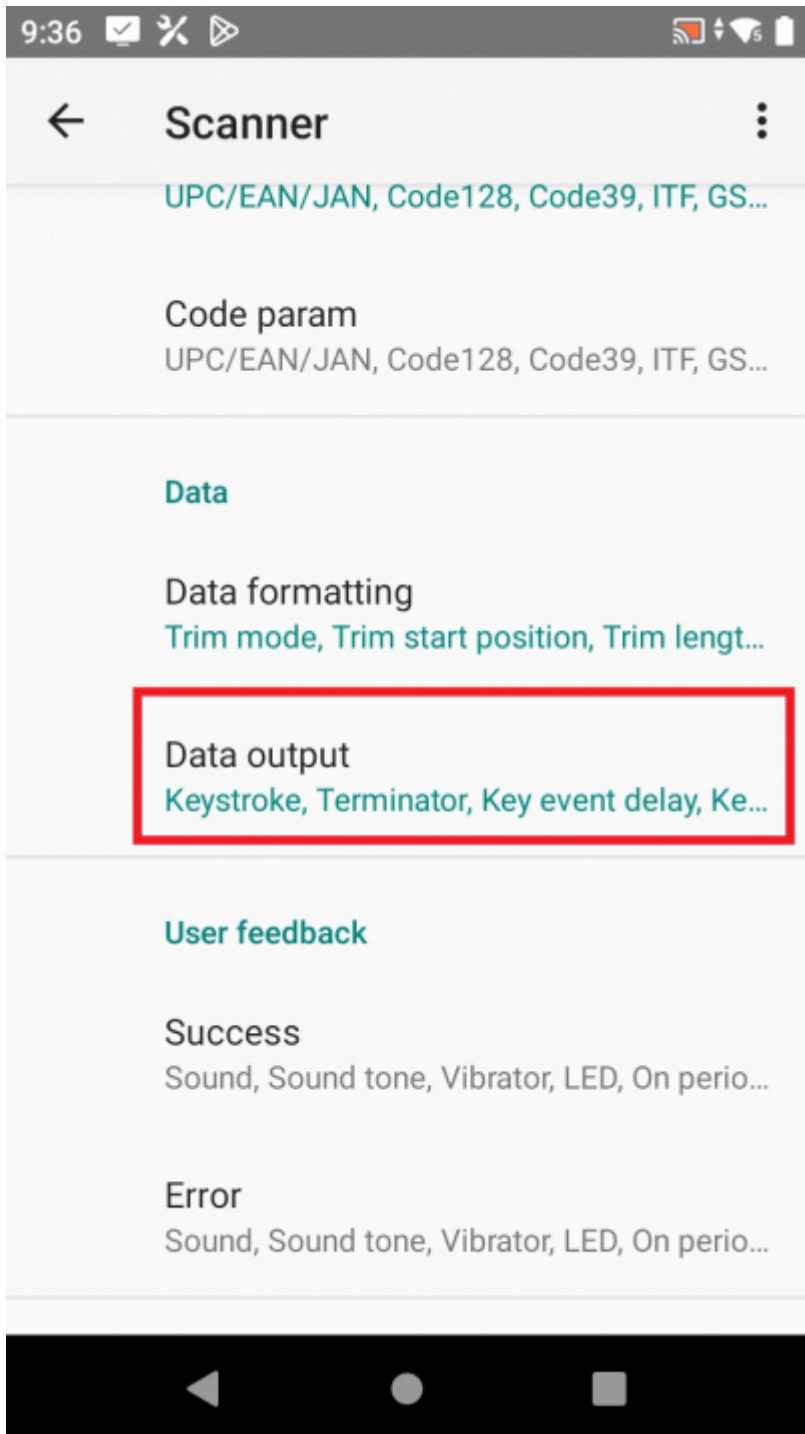 9:36
5
Scanner
UPC/EAN/JAN, Code128, Code39, ITF, GS...
Code param
UPC/EAN/JAN, Code128, Code39, ITF, GS...
Data
Data formatting
Trim mode, Trim start position, Trim lengt...
Data output
Keystroke, Terminator, Key event delay, Ke...
User feedback
Success
Sound, Sound tone, Vibrator, LED, On perio...
Error
Sound, Sound tone, Vibrator, LED, On perio...